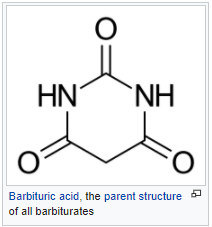 O
HN NH
O O
Barbituric acid, the parent structure
of all barbiturates